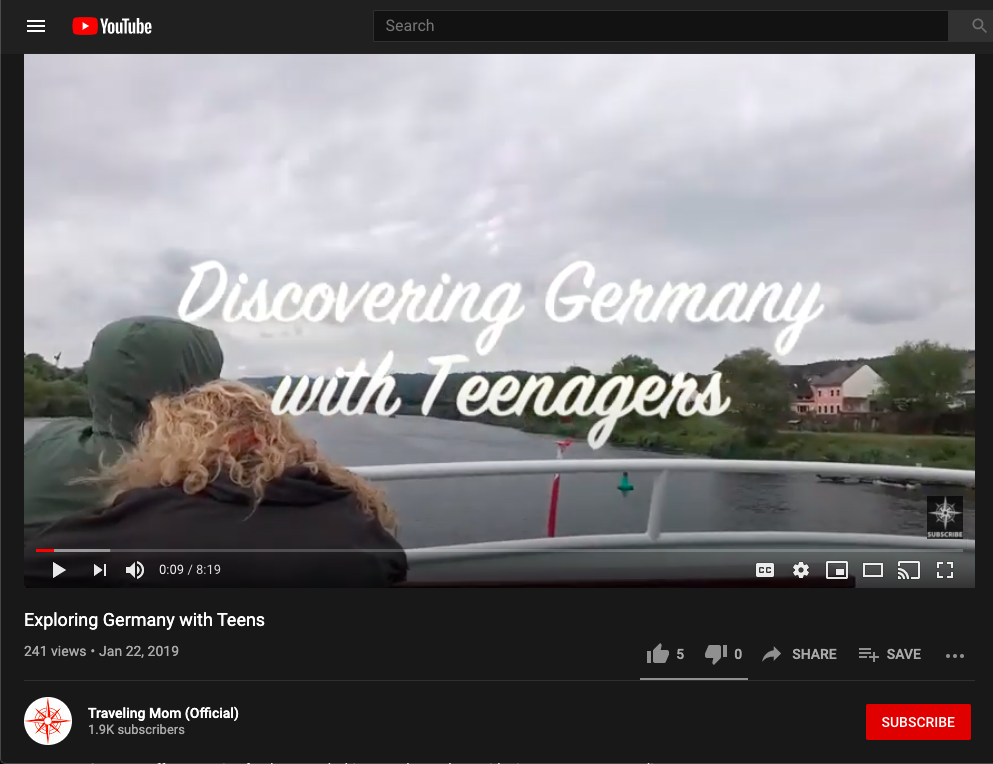 YouTube
Search
Discovering Germany
with Teenagers
SUBSCRIBE
0:09 / 8:19
CC
Exploring Germany with Teens
241 views • Jan 22, 2019
5 0 SHARE SAVE
Traveling Mom (Official)
1.9K subscribers
SUBSCRIBE